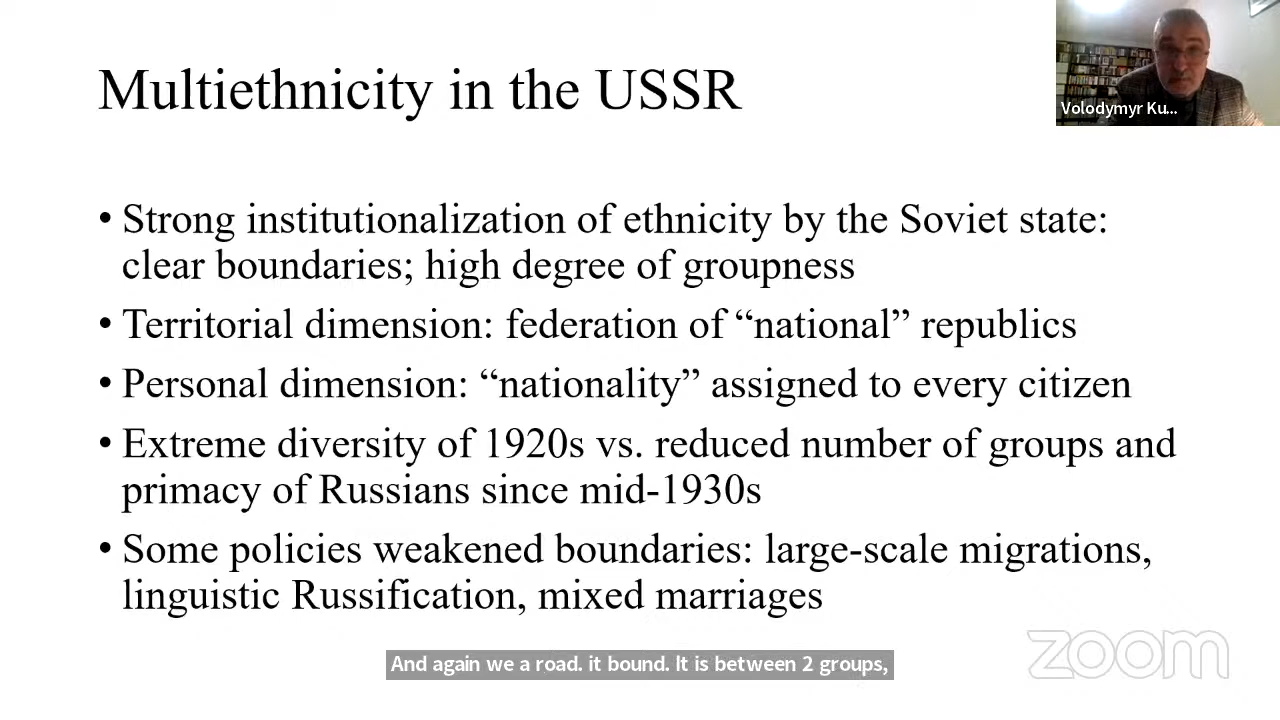 Multiethnicity in the USSR
Volodymyr Ku...
• Strong institutionalization of ethnicity by the Soviet state:
clear boundaries; high degree of groupness
• Territorial dimension: federation of “national” republics
• Personal dimension: “nationality” assigned to every citizen
• Extreme diversity of 1920s vs. reduced number of groups and
primacy of Russians since mid-1930s
• Some policies weakened boundaries: large-scale migrations,
linguistic Russification, mixed marriages
zoom
And again we a road. it bound. It is between 2 groups,